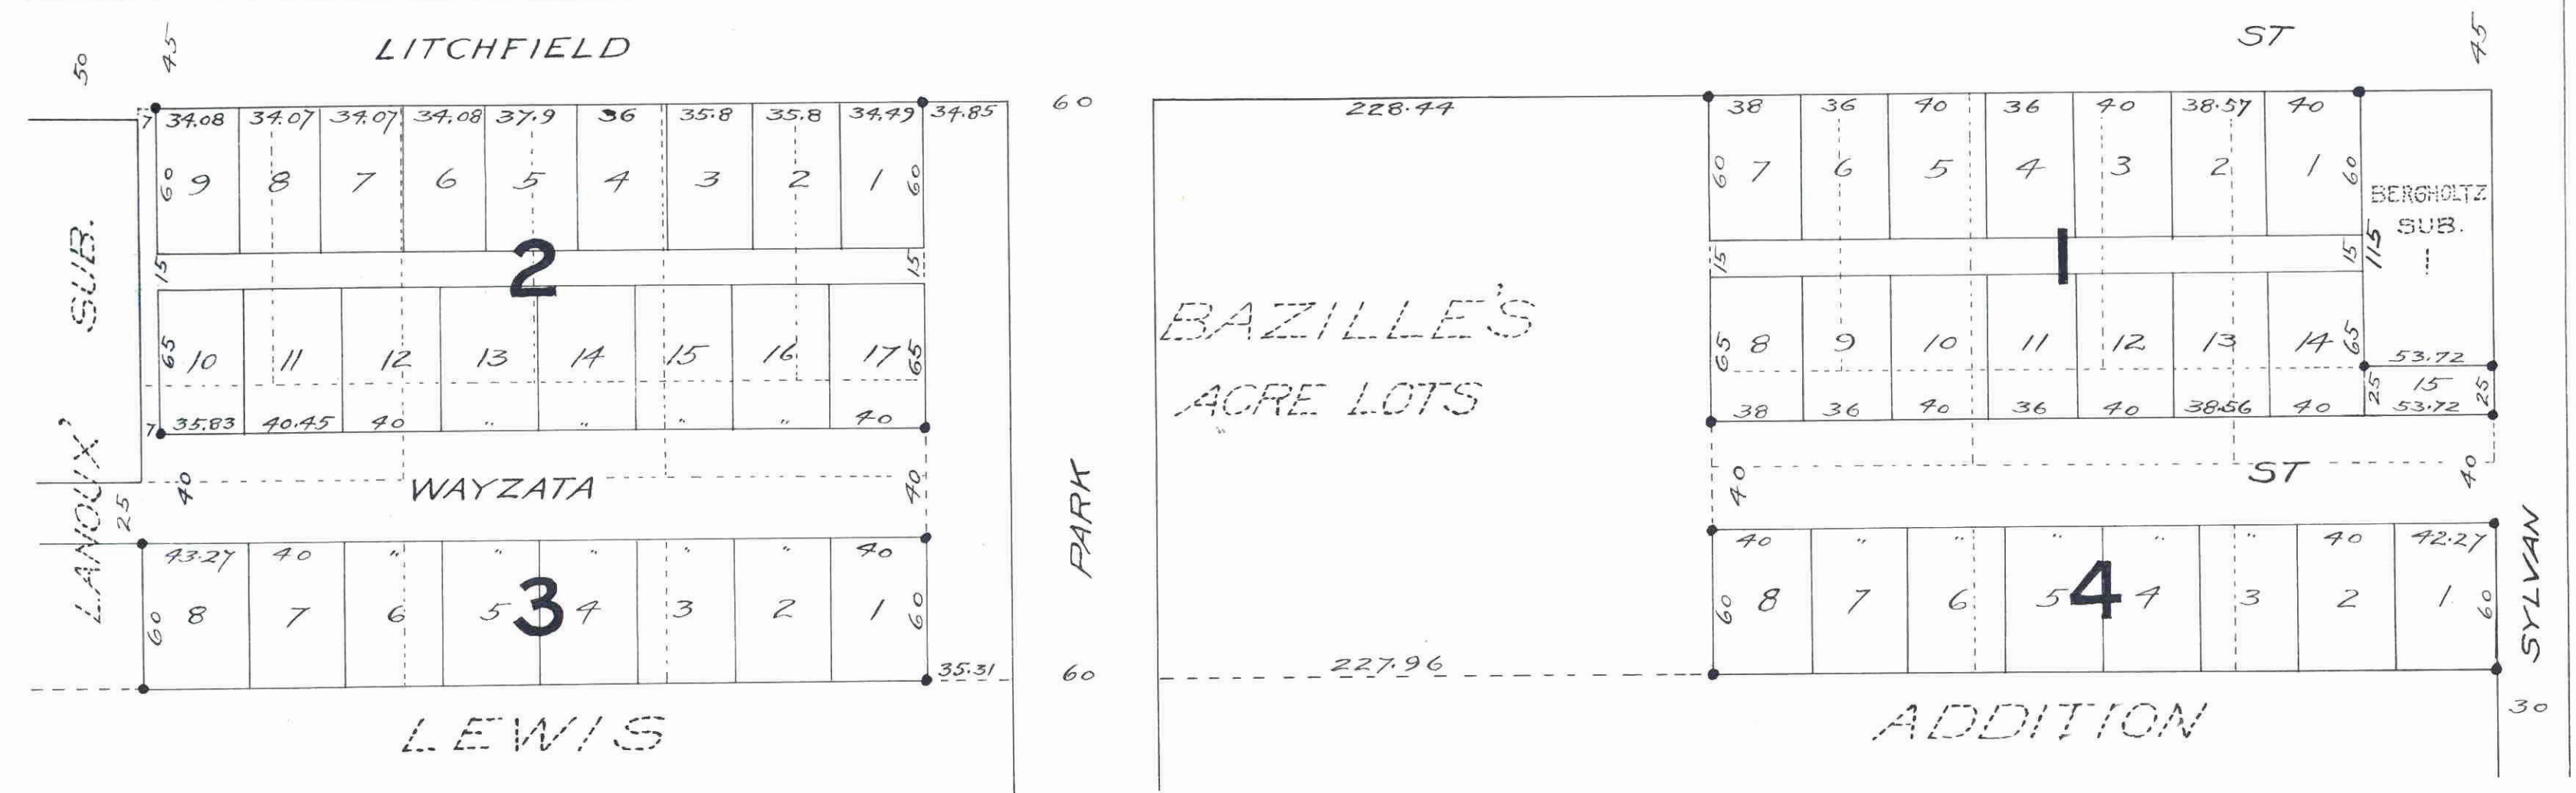 LITCHFIELD ST
50 45 60 45
7 34.08 34.07 34.07 34.08 37.9 36 35.8 35.8 34.49 34.85
228.44
38 36 40 36 40 38.57 40
60 9 8 7 6 5 4 3 2 1 60
60 7 6 5 4 3 2 1 60
BERGHOLTZ
SUB.
1
115
15 2 15
15 1 15
LANOUX' SUB.
BAZILLE'S
ACRE LOTS
65 10 11 12 13 14 15 16 17 65
65 8 9 10 11 12 13 14 65
53.72
25 15 25
53.72
7 35.83 40.45 40 " " " " 40
38 36 40 36 40 38.56 40
25 40 WAYZATA 40
40 ST 40
PARK
SYLVAN
43.27 40 " " " " " 40
40 " " " " " 40 42.27
60 8 7 6 5 3 4 3 2 1 60
60 8 7 6 5 4 4 3 2 1 60
35.31 60 227.96
30
LEWIS ADDITION